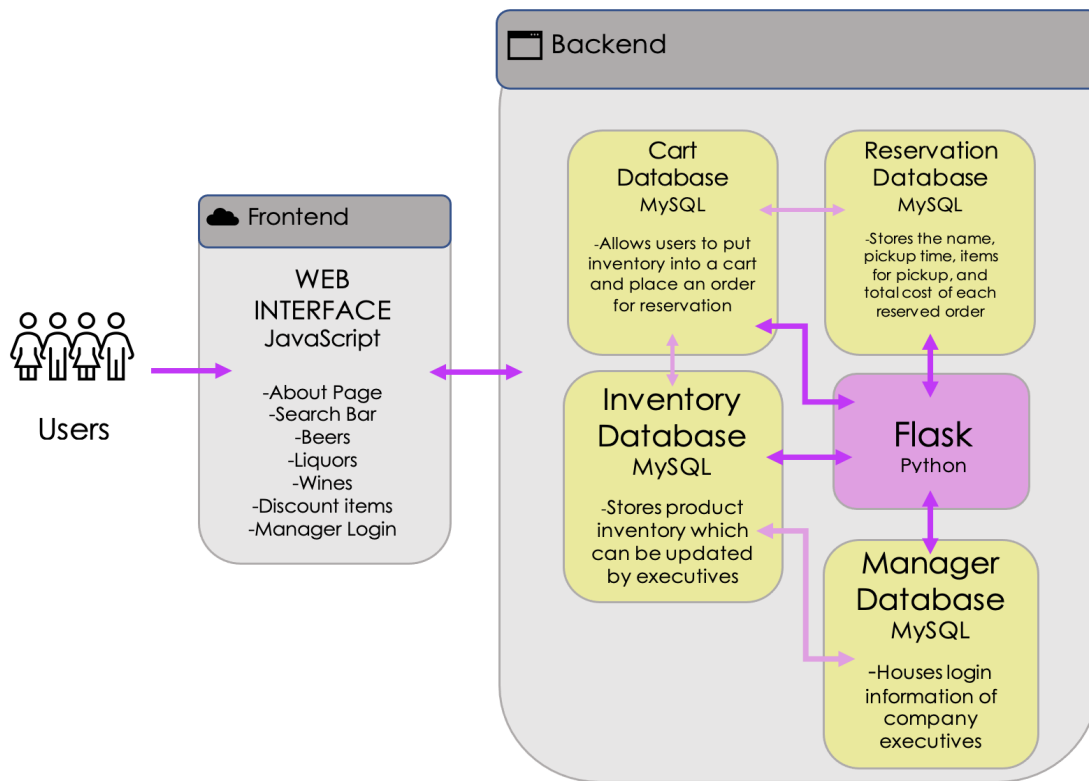 Backend
Cart
Database
MySQL
-Allows users to put
inventory into a cart
and place an order
for reservation
Reservation
Database
MySQL
-Stores the name,
pickup time, items
for pickup, and
total cost of each
reserved order
Frontend
WEB
INTERFACE
JavaScript
-About Page
-Search Bar
-Beers
-Liquors
-Wines
-Discount items
-Manager Login
Users
Inventory
Database
MySQL
-Stores product
inventory which
can be updated
by executives
Flask
Python
Manager
Database
MySQL
-Houses login
information of
company
executives